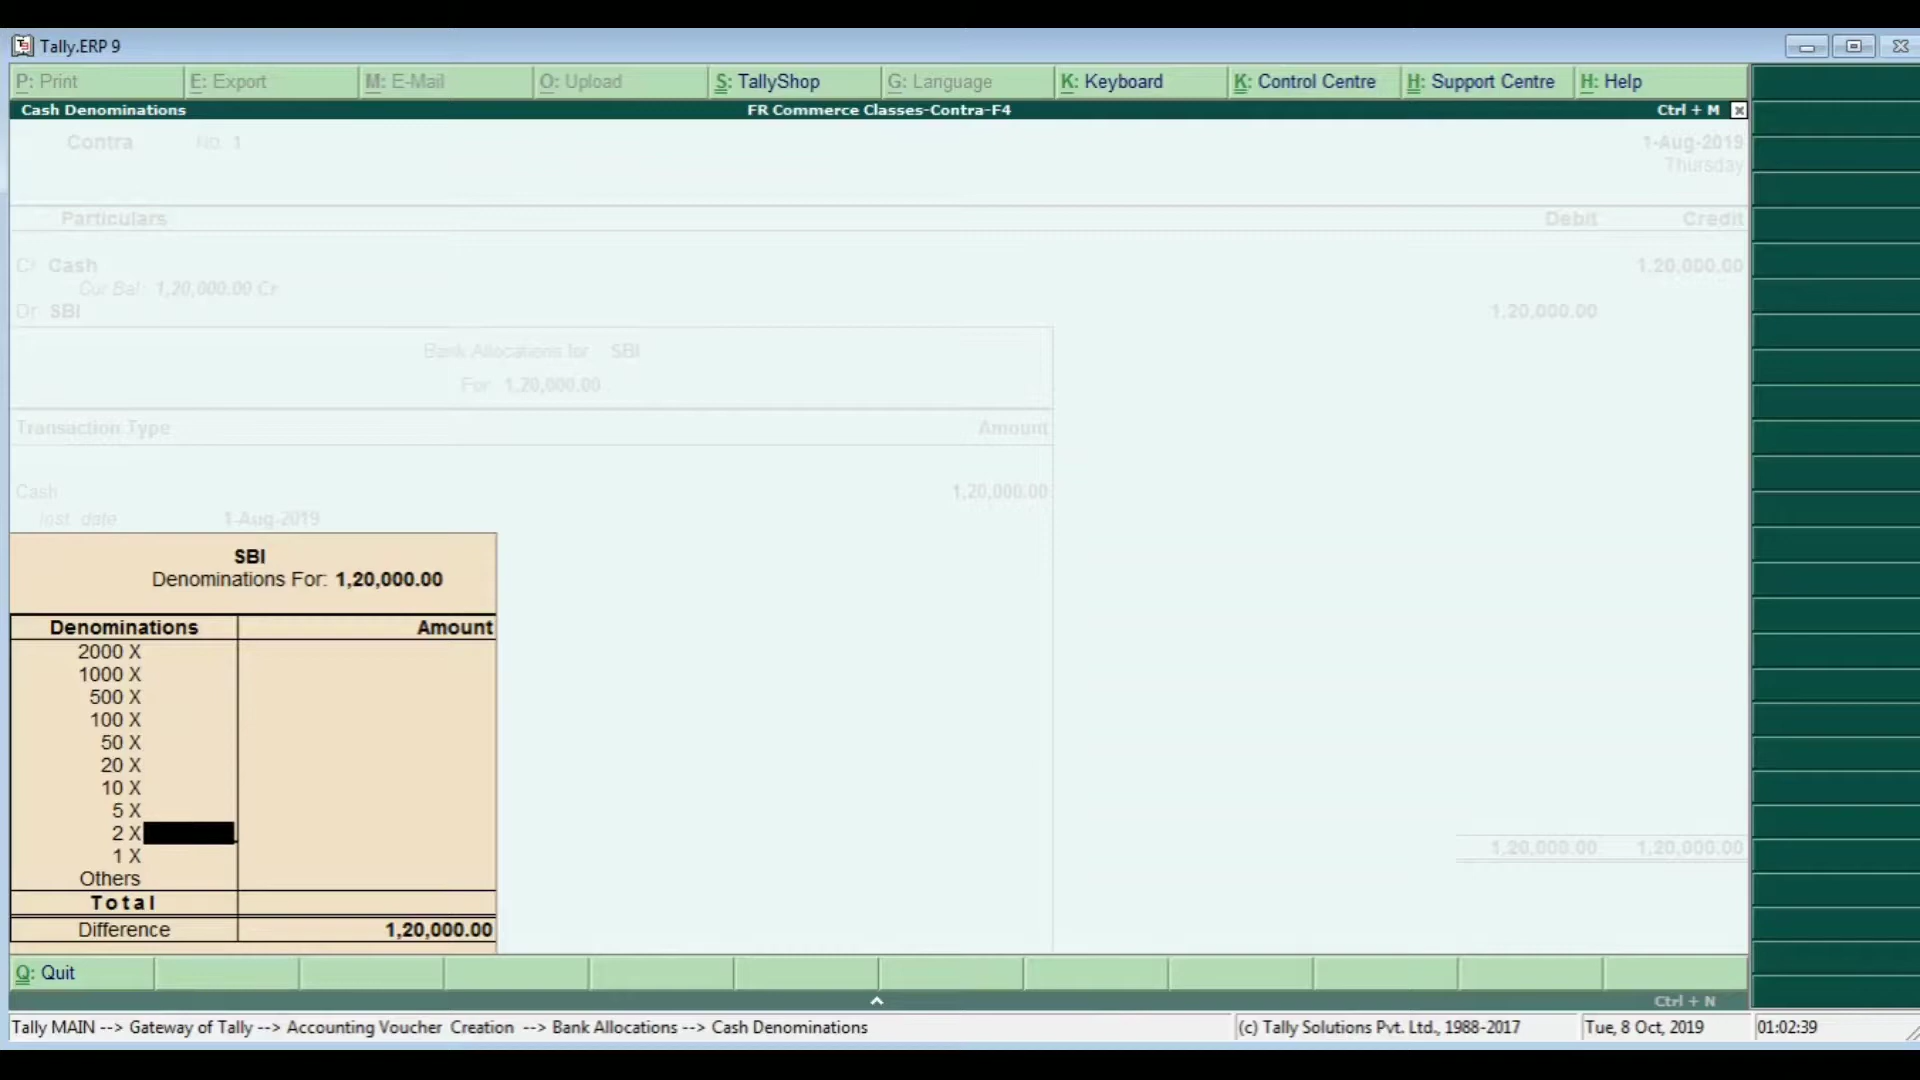 Tally.ERP 9
P: Print E: Export M: E-Mail O: Upload S: TallyShop G: Language K: Keyboard K: Control Centre H: Support Centre H: Help
Cash Denominations FR Commerce Classes-Contra-F4 Ctrl + M
Contra No. 1 1-Aug-2019
Thursday
Particulars Debit Credit
Cr Cash 1,20,000.00
Cur Bal: 1,20,000.00 Cr
Dr SBI 1,20,000.00
Bank Allocations for SBI
For 1,20,000.00
Transaction Type Amount
Cash 1,20,000.00
Inst. date 1-Aug-2019
SBI
Denominations For: 1,20,000.00
Denominations Amount
2000 X
1000 X
500 X
100 X
50 X
20 X
10 X
5 X
2 X
1 X
1,20,000.00 1,20,000.00
Others
Total
Difference 1,20,000.00
Q: Quit
Ctrl + N
Tally MAIN --> Gateway of Tally --> Accounting Voucher Creation --> Bank Allocations --> Cash Denominations (c) Tally Solutions Pvt. Ltd., 1988-2017 Tue, 8 Oct, 2019 01:02:39